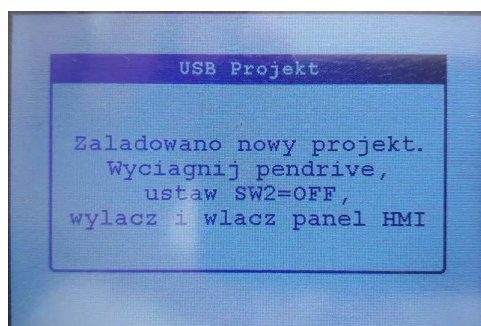 USB Projekt
Zaladowano nowy projekt.
Wyciagnij pendrive,
ustaw SW2=OFF,
wylacz i wlacz panel HMI